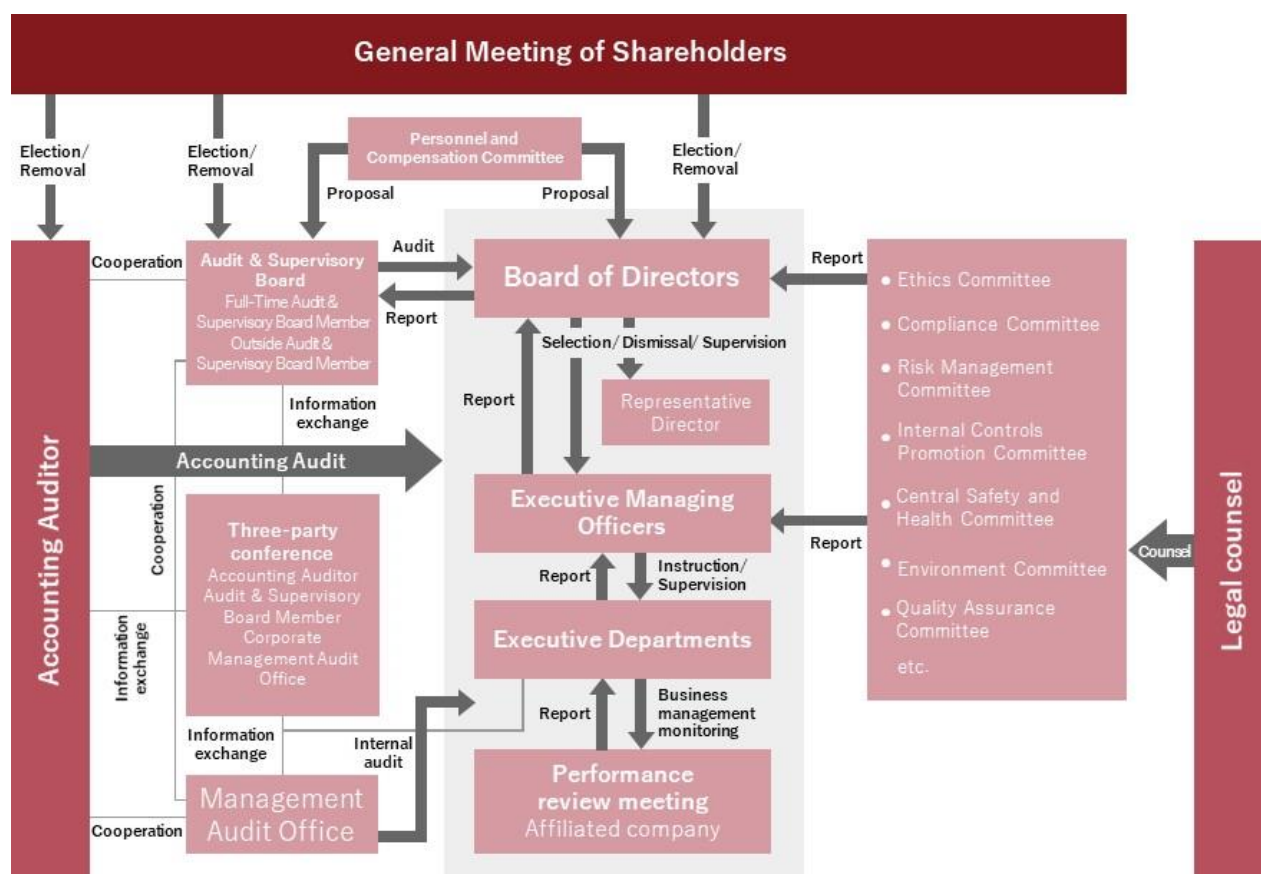 General Meeting of Shareholders
Election/
Removal
Election/
Removal
Personnel and
Compensation Committee
Proposal
Proposal
Election/
Removal
Accounting Auditor
Cooperation
Audit & Supervisory
Board
Full-Time Audit &
Supervisory Board Member
Outside Audit &
Supervisory Board Member
Audit
Report
Board of Directors
Report
Selection/ Dismissal/ Supervision
Representative
Director
Report
Information
exchange
Accounting Audit
Cooperation
Three-party
conference
Accounting Auditor
Audit & Supervisory
Board Member
Corporate
Management Audit
Office
Information
exchange
Information
exchange
Internal
audit
Management
Audit Office
Cooperation
Executive Managing
Officers
Report
Instruction/
Supervision
Executive Departments
Report
Business
management
monitoring
Performance
review meeting
Affiliated company
Report
• Ethics Committee
• Compliance Committee
• Risk Management
Committee
• Internal Controls
Promotion Committee
• Central Safety and
Health Committee
• Environment Committee
• Quality Assurance
Committee
etc.
Counsel
Legal counsel